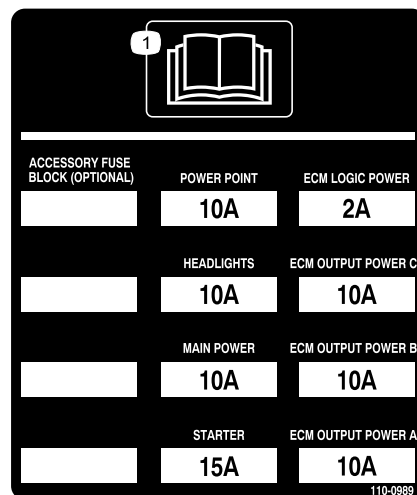 1
ACCESSORY FUSE
BLOCK (OPTIONAL)
POWER POINT
ECM LOGIC POWER
10A
2A
HEADLIGHTS
ECM OUTPUT POWER C
10A
10A
MAIN POWER
ECM OUTPUT POWER B
10A
10A
STARTER
ECM OUTPUT POWER A
15A
10A
110-0989